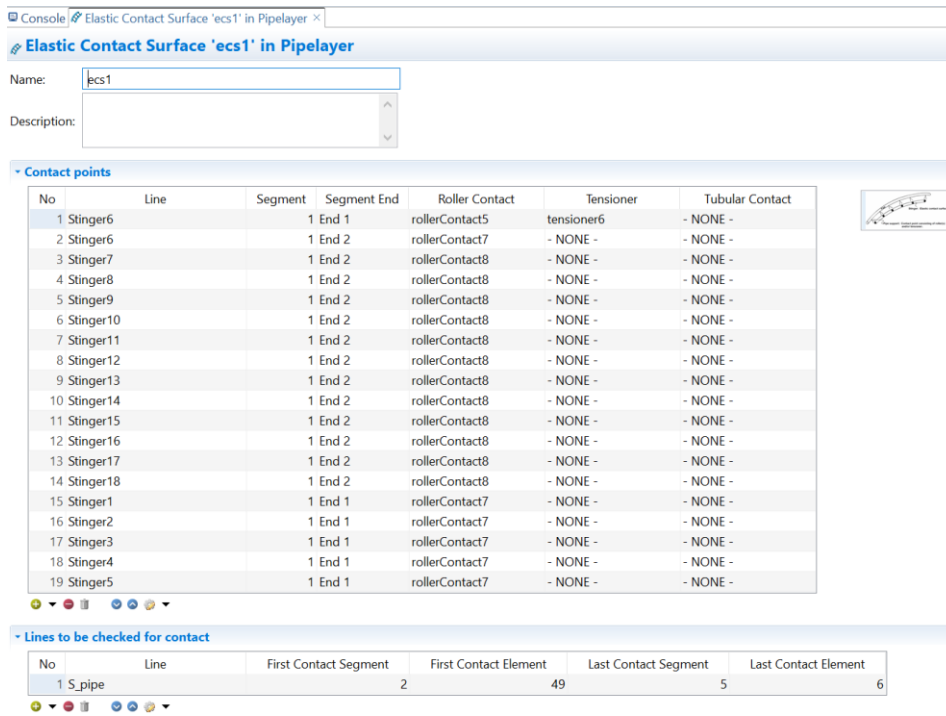 Console Elastic Contact Surface 'ecs1' in Pipelayer ×
Elastic Contact Surface 'ecs1' in Pipelayer
Name: ecs1
Description:
Contact points
No Line Segment Segment End Roller Contact Tensioner Tubular Contact
1 Stinger6 1 End 1 rollerContact5 tensioner6 - NONE -
2 Stinger6 1 End 2 rollerContact7 - NONE - - NONE -
3 Stinger7 1 End 2 rollerContact8 - NONE - - NONE -
4 Stinger8 1 End 2 rollerContact8 - NONE - - NONE -
5 Stinger9 1 End 2 rollerContact8 - NONE - - NONE -
6 Stinger10 1 End 2 rollerContact8 - NONE - - NONE -
7 Stinger11 1 End 2 rollerContact8 - NONE - - NONE -
8 Stinger12 1 End 2 rollerContact8 - NONE - - NONE -
9 Stinger13 1 End 2 rollerContact8 - NONE - - NONE -
10 Stinger14 1 End 2 rollerContact8 - NONE - - NONE -
11 Stinger15 1 End 2 rollerContact8 - NONE - - NONE -
12 Stinger16 1 End 2 rollerContact8 - NONE - - NONE -
13 Stinger17 1 End 2 rollerContact8 - NONE - - NONE -
14 Stinger18 1 End 2 rollerContact8 - NONE - - NONE -
15 Stinger1 1 End 1 rollerContact7 - NONE - - NONE -
16 Stinger2 1 End 1 rollerContact7 - NONE - - NONE -
17 Stinger3 1 End 1 rollerContact7 - NONE - - NONE -
18 Stinger4 1 End 1 rollerContact7 - NONE - - NONE -
19 Stinger5 1 End 1 rollerContact7 - NONE - - NONE -
Lines to be checked for contact
No Line First Contact Segment First Contact Element Last Contact Segment Last Contact Element
1 S_pipe 2 49 5 6